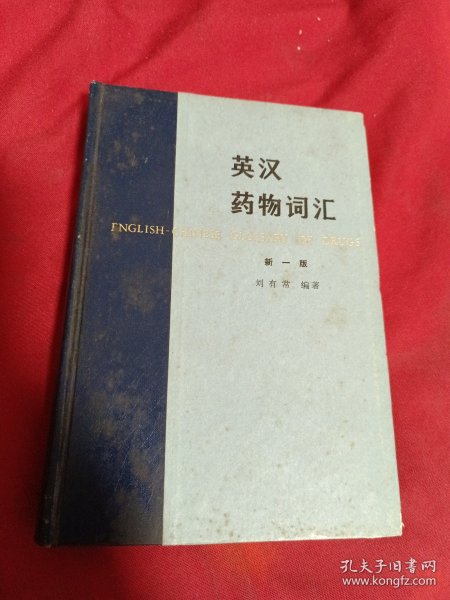 英汉
药物词汇
ENGLISH-CHINESE GLOSSARY OF DRUGS
新一版
刘有常 编著
孔夫子旧书网
www.kongfz.com